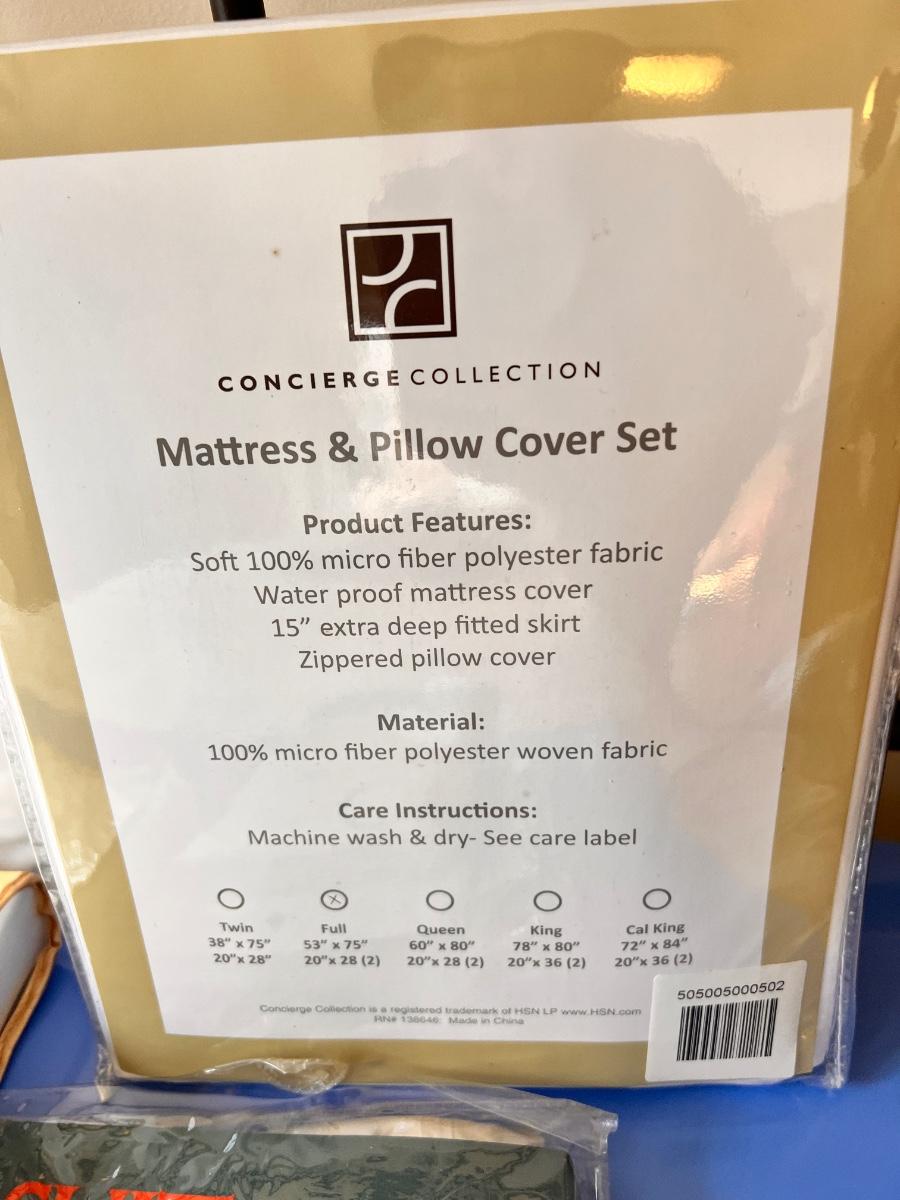 CONCIERGE COLLECTION
Mattress & Pillow Cover Set
Product Features:
Soft 100% micro fiber polyester fabric
Water proof mattress cover
15” extra deep fitted skirt
Zippered pillow cover
Material:
100% micro fiber polyester woven fabric
Care Instructions:
Machine wash & dry- See care label
Twin Full Queen King Cal King
38” x 75” 53” x 75” 60” x 80” 78” x 80” 72” x 84”
20”x 28” 20”x 28 (2) 20”x 28 (2) 20”x 36 (2) 20”x 36 (2)
Concierge Collection is a registered trademark of HSN LP www.HSN.com
RN# 138646: Made in China
505005000502